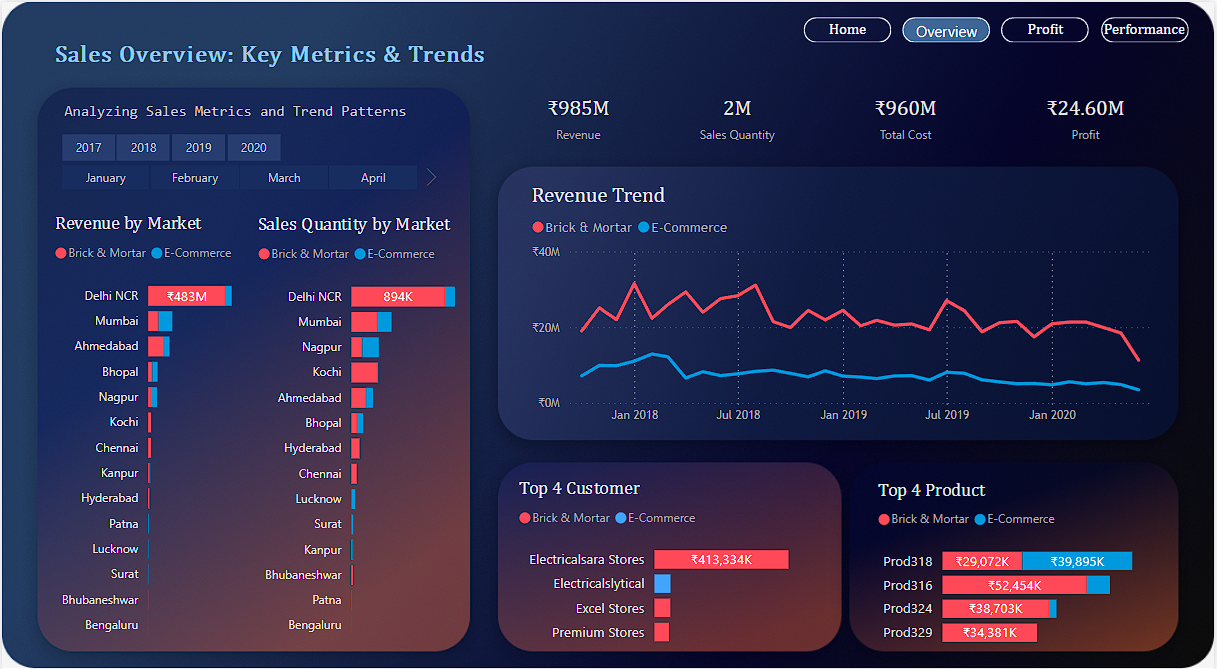 Home Overview Profit Performance
Sales Overview: Key Metrics & Trends
Analyzing Sales Metrics and Trend Patterns
2017 2018 2019 2020
January February March April
₹985M 2M ₹960M ₹24.60M
Revenue Sales Quantity Total Cost Profit
Revenue by Market
Brick & Mortar E-Commerce
Delhi NCR ₹483M
Mumbai
Ahmedabad
Bhopal
Nagpur
Kochi
Chennai
Kanpur
Hyderabad
Patna
Lucknow
Surat
Bhubaneshwar
Bengaluru
Sales Quantity by Market
Brick & Mortar E-Commerce
Delhi NCR 894K
Mumbai
Nagpur
Kochi
Ahmedabad
Bhopal
Hyderabad
Chennai
Lucknow
Surat
Kanpur
Bhubaneshwar
Patna
Bengaluru
Revenue Trend
Brick & Mortar E-Commerce
₹40M
₹20M
₹0M
Jan 2018 Jul 2018 Jan 2019 Jul 2019 Jan 2020
Top 4 Customer
Brick & Mortar E-Commerce
Electricalsara Stores ₹413,334K
Electricalslytical
Excel Stores
Premium Stores
Top 4 Product
Brick & Mortar E-Commerce
Prod318 ₹29,072K ₹39,895K
Prod316 ₹52,454K
Prod324 ₹38,703K
Prod329 ₹34,381K